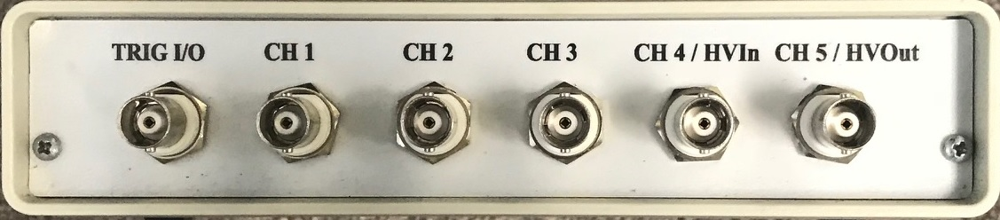 TRIG I/O CH 1 CH 2 CH 3 CH 4 / HVIn CH 5 / HVOut